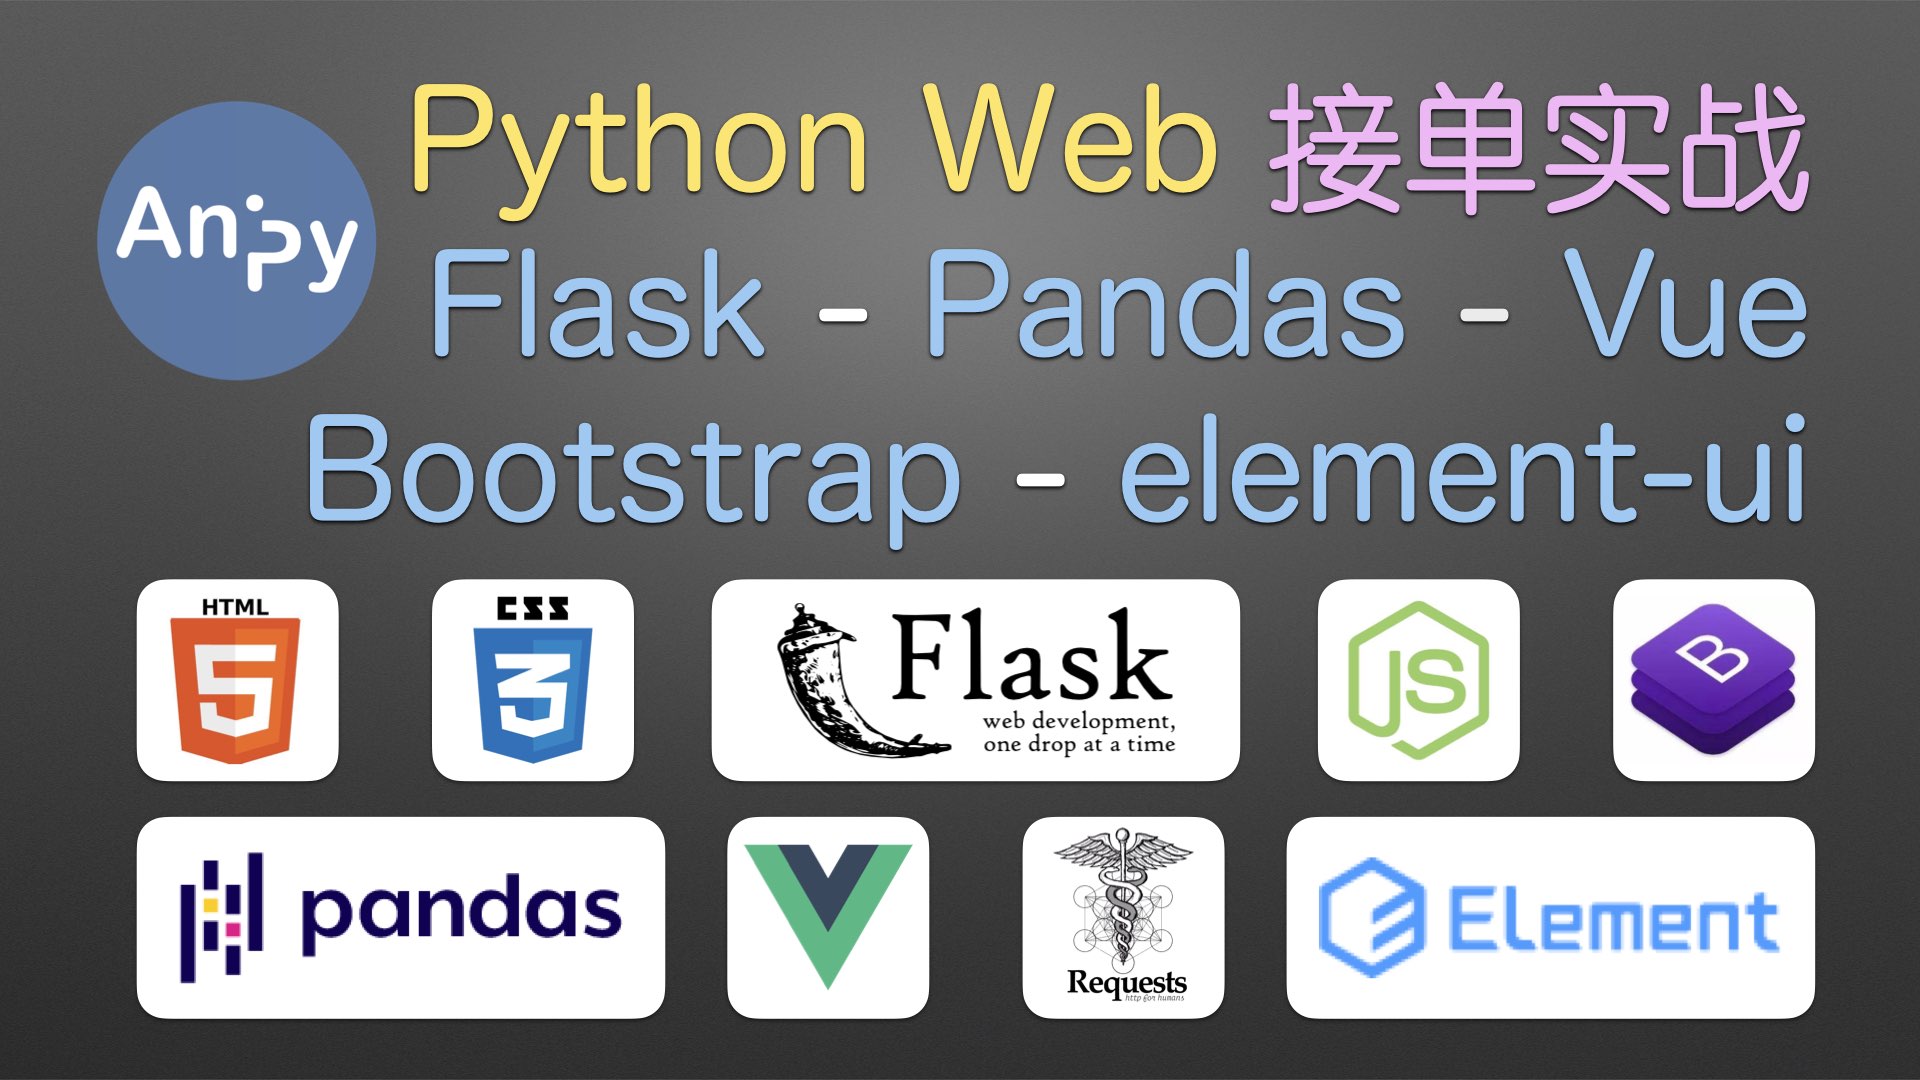 Anpy
Python Web 接单实战
Flask - Pandas - Vue
Bootstrap - element-ui
HTML
5
CSS
3
Flask
web development,
one drop at a time
JS
B
pandas
Requests
http for humans
Element